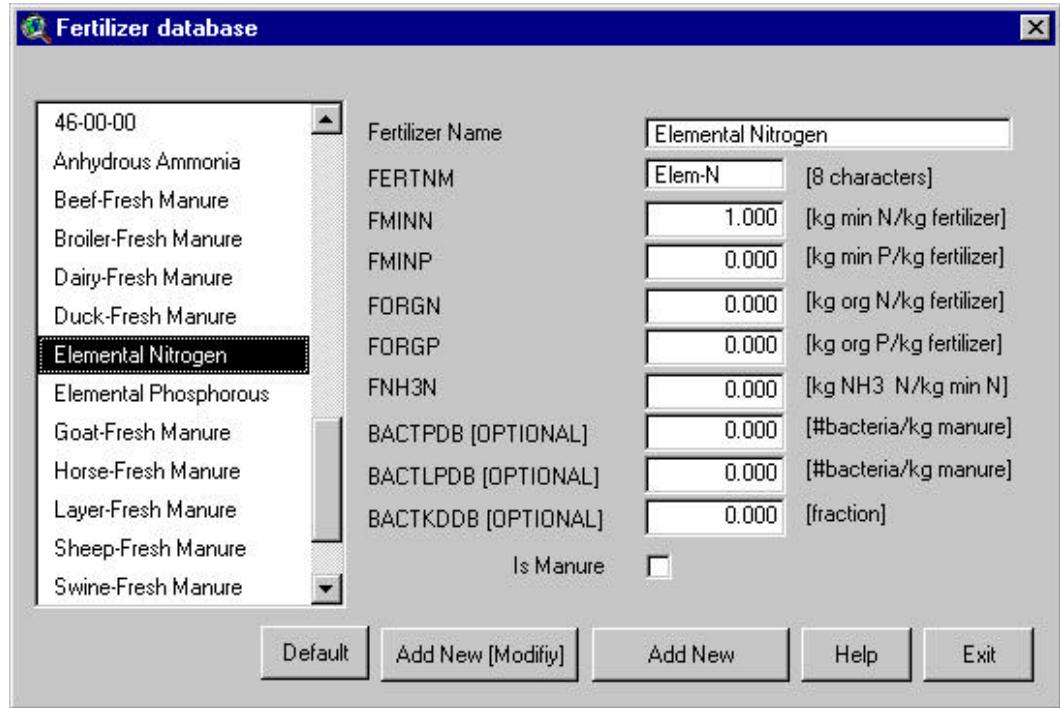 Fertilizer database
46-00-00
Anhydrous Ammonia
Beef-Fresh Manure
Broiler-Fresh Manure
Dairy-Fresh Manure
Duck-Fresh Manure
Elemental Nitrogen
Elemental Phosphorous
Goat-Fresh Manure
Horse-Fresh Manure
Layer-Fresh Manure
Sheep-Fresh Manure
Swine-Fresh Manure
Fertilizer Name Elemental Nitrogen
FERTNM Elem-N [8 characters]
FMINN 1.000 [kg min N/kg fertilizer]
FMINP 0.000 [kg min P/kg fertilizer]
FORGN 0.000 [kg org N/kg fertilizer]
FORGP 0.000 [kg org P/kg fertilizer]
FNH3N 0.000 [kg NH3 N/kg min N]
BACTPDB [OPTIONAL] 0.000 [#bacteria/kg manure]
BACTLPDB [OPTIONAL] 0.000 [#bacteria/kg manure]
BACTKDDB [OPTIONAL] 0.000 [fraction]
Is Manure
Default Add New [Modifiy] Add New Help Exit